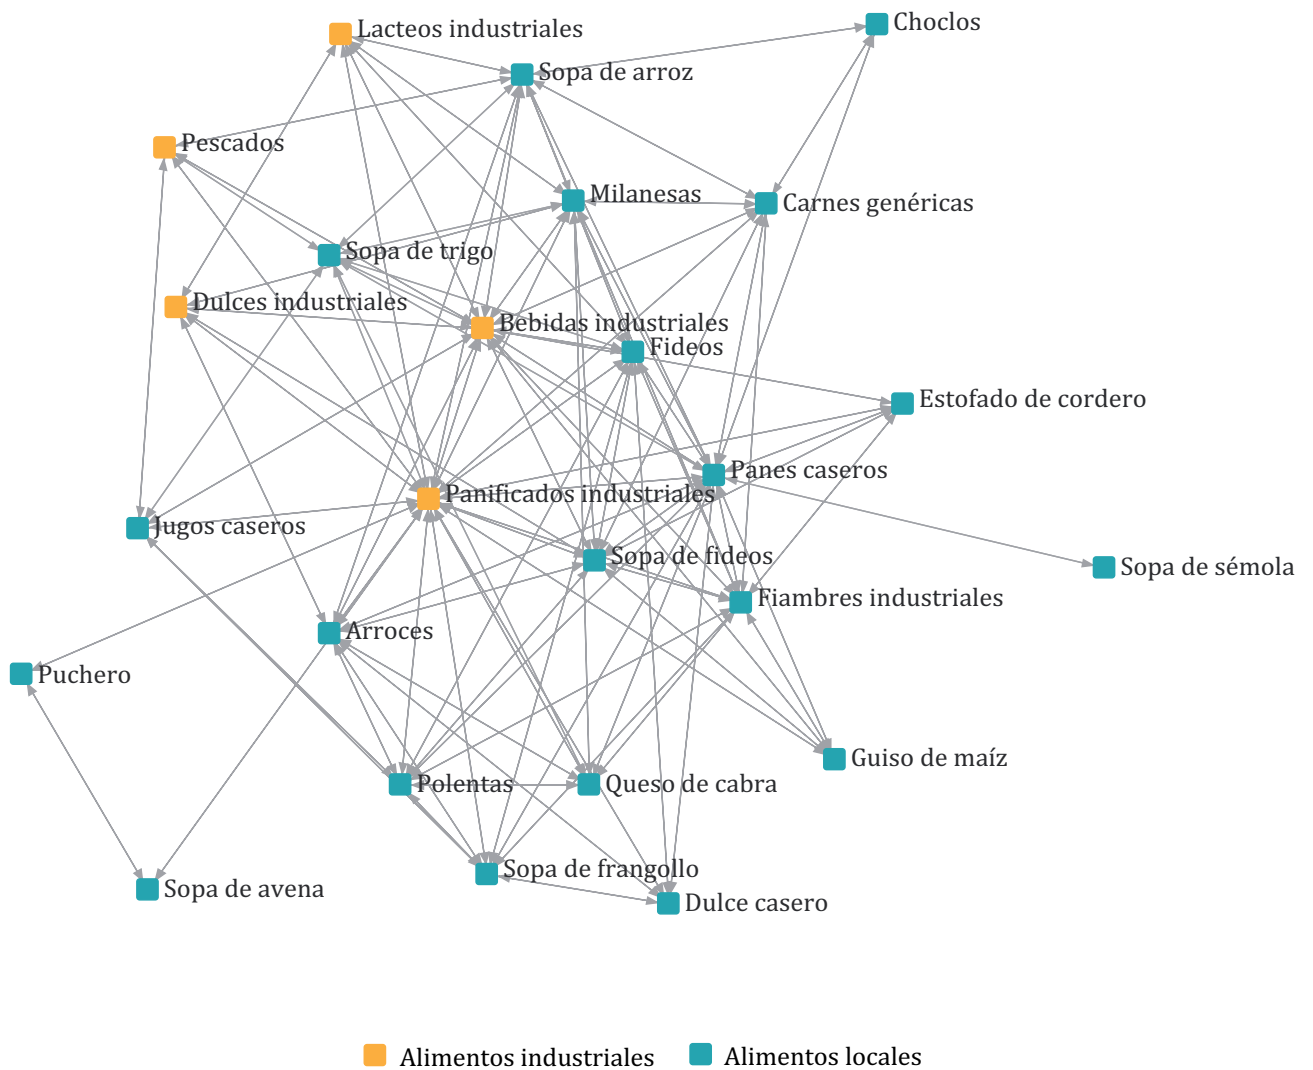 Choclos
Lacteos industriales
Sopa de arroz
Pescados
Milanesas
Carnes genéricas
Sopa de trigo
Dulces industriales
Bebidas industriales
Fideos
Estofado de cordero
Panes caseros
Panificados industriales
Jugos caseros
Sopa de fideos
Sopa de sémola
Fiambres industriales
Arroces
Puchero
Guiso de maíz
Polentas
Queso de cabra
Sopa de frangollo
Sopa de avena
Dulce casero
Alimentos industriales
Alimentos locales